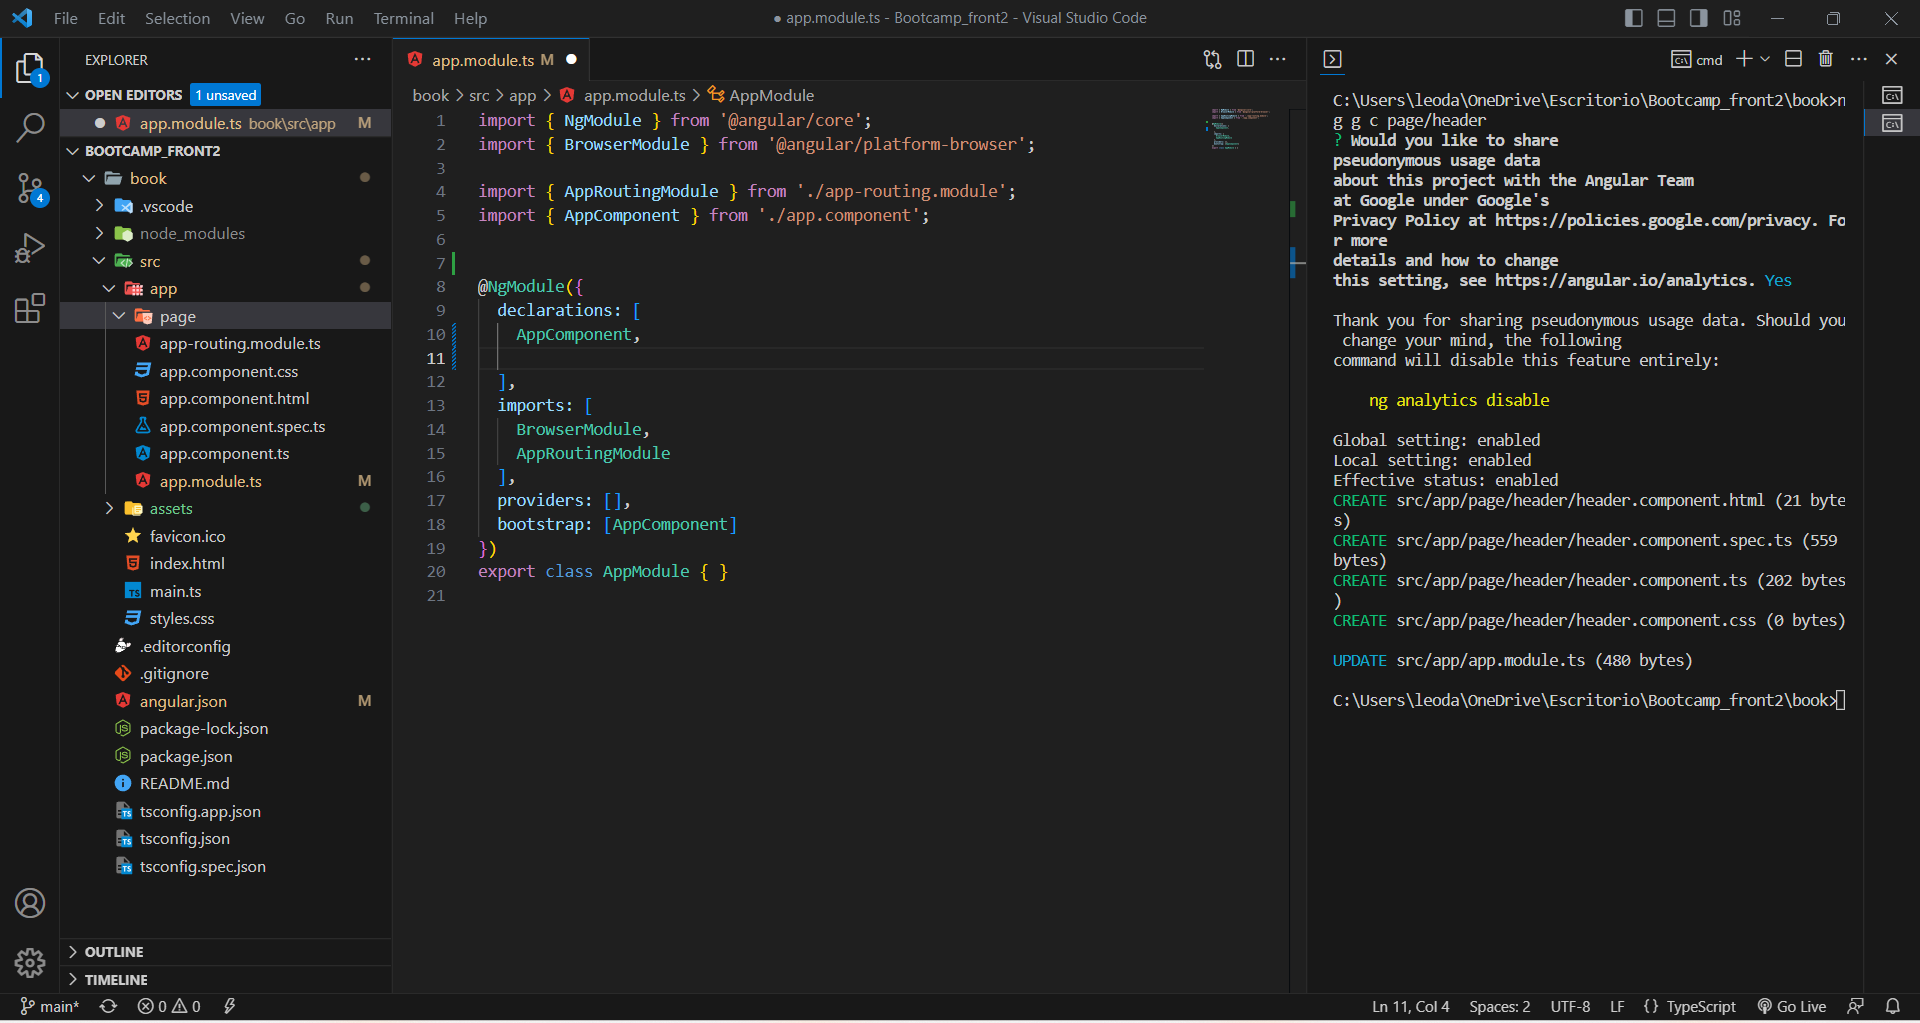 File Edit Selection View Go Run Terminal Help
● app.module.ts - Bootcamp_front2 - Visual Studio Code
1
4
EXPLORER
OPEN EDITORS 1 unsaved
● app.module.ts book\src\app M
BOOTCAMP_FRONT2
book
.vscode
node_modules
src
app
page
app-routing.module.ts
app.component.css
app.component.html
app.component.spec.ts
app.component.ts
app.module.ts M
assets
favicon.ico
index.html
main.ts
styles.css
.editorconfig
.gitignore
angular.json M
package-lock.json
package.json
README.md
tsconfig.app.json
tsconfig.json
tsconfig.spec.json
OUTLINE
TIMELINE
app.module.ts M ●
book > src > app > app.module.ts > AppModule
1 import { NgModule } from '@angular/core';
2 import { BrowserModule } from '@angular/platform-browser';
3
4 import { AppRoutingModule } from './app-routing.module';
5 import { AppComponent } from './app.component';
6
7
8 @NgModule({
9 declarations: [
10 AppComponent,
11
12 ],
13 imports: [
14 BrowserModule,
15 AppRoutingModule
16 ],
17 providers: [],
18 bootstrap: [AppComponent]
19 })
20 export class AppModule { }
21
cmd
C:\Users\leoda\OneDrive\Escritorio\Bootcamp_front2\book>n
g g c page/header
? Would you like to share
pseudonymous usage data
about this project with the Angular Team
at Google under Google's
Privacy Policy at https://policies.google.com/privacy. Fo
r more
details and how to change
this setting, see https://angular.io/analytics. Yes
Thank you for sharing pseudonymous usage data. Should you
change your mind, the following
command will disable this feature entirely:
ng analytics disable
Global setting: enabled
Local setting: enabled
Effective status: enabled
CREATE src/app/page/header/header.component.html (21 byte
s)
CREATE src/app/page/header/header.component.spec.ts (559
bytes)
CREATE src/app/page/header/header.component.ts (202 bytes
)
CREATE src/app/page/header/header.component.css (0 bytes)
UPDATE src/app/app.module.ts (480 bytes)
C:\Users\leoda\OneDrive\Escritorio\Bootcamp_front2\book>
main* 0 0
Ln 11, Col 4 Spaces: 2 UTF-8 LF {} TypeScript Go Live